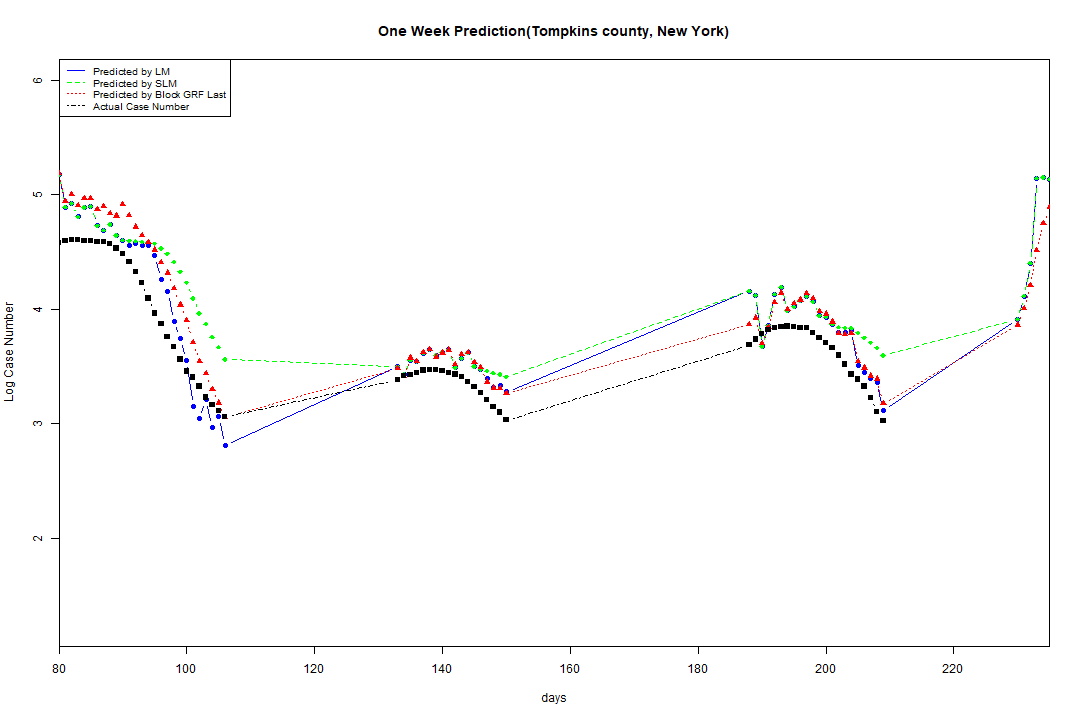 One Week Prediction(Tompkins county, New York)
Predicted by LM
Predicted by SLM
Predicted by Block GRF Last
Actual Case Number
Log Case Number
6
5
4
3
2
80 100 120 140 160 180 200 220
days